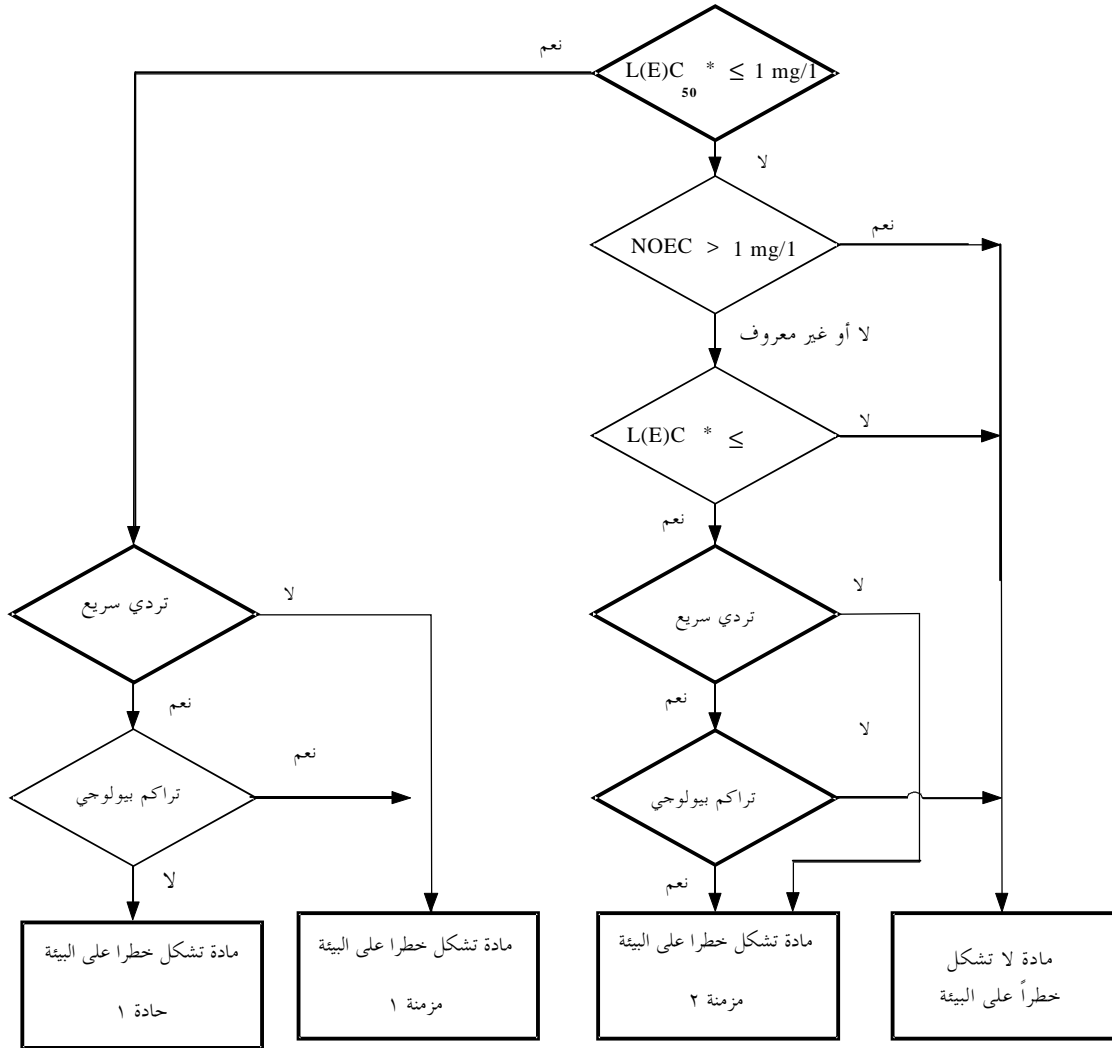 نعم
L(E)C50 * ≤ 1 mg/1
لا
نعم
NOEC > 1 mg/1
لا أو غير معروف
لا
L(E)C * ≤
نعم
لا
تردي سريع
لا
تردي سريع
نعم
نعم
لا
نعم
تراكم بيولوجي
تراكم بيولوجي
لا
نعم
مادة تشكل خطرا على البيئة
حادة ١
مادة تشكل خطرا على البيئة
مزمنة ١
مادة تشكل خطرا على البيئة
مزمنة ٢
مادة لا تشكل
خطراً على البيئة